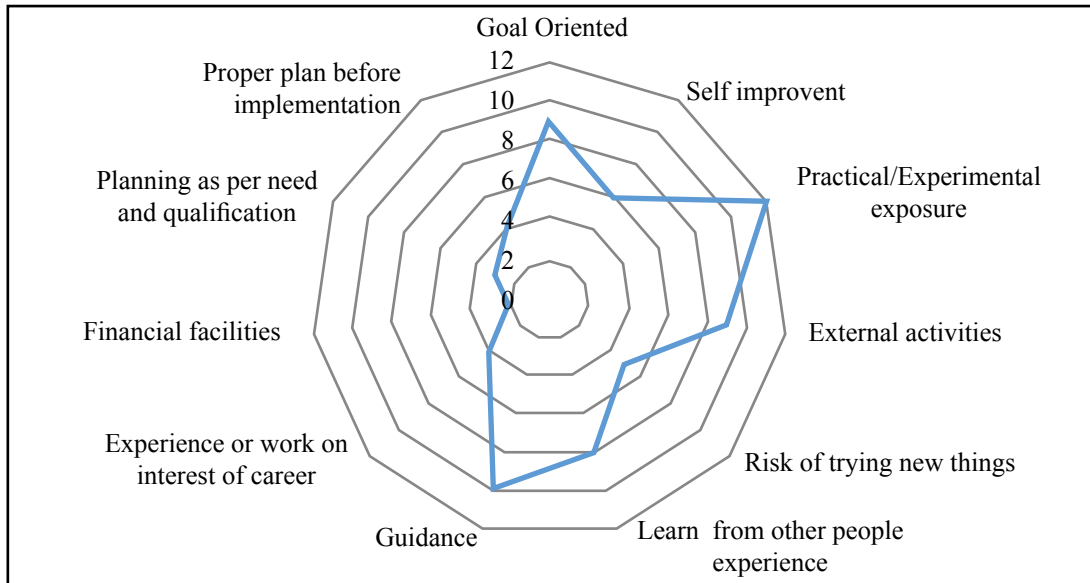 Goal Oriented
12
Proper plan before
implementation
10
Self improvent
8
Planning as per need
and qualification
6
Practical/Experimental
exposure
4
2
0
Financial facilities
External activities
Experience or work on
interest of career
Risk of trying new things
Guidance
Learn from other people
experience